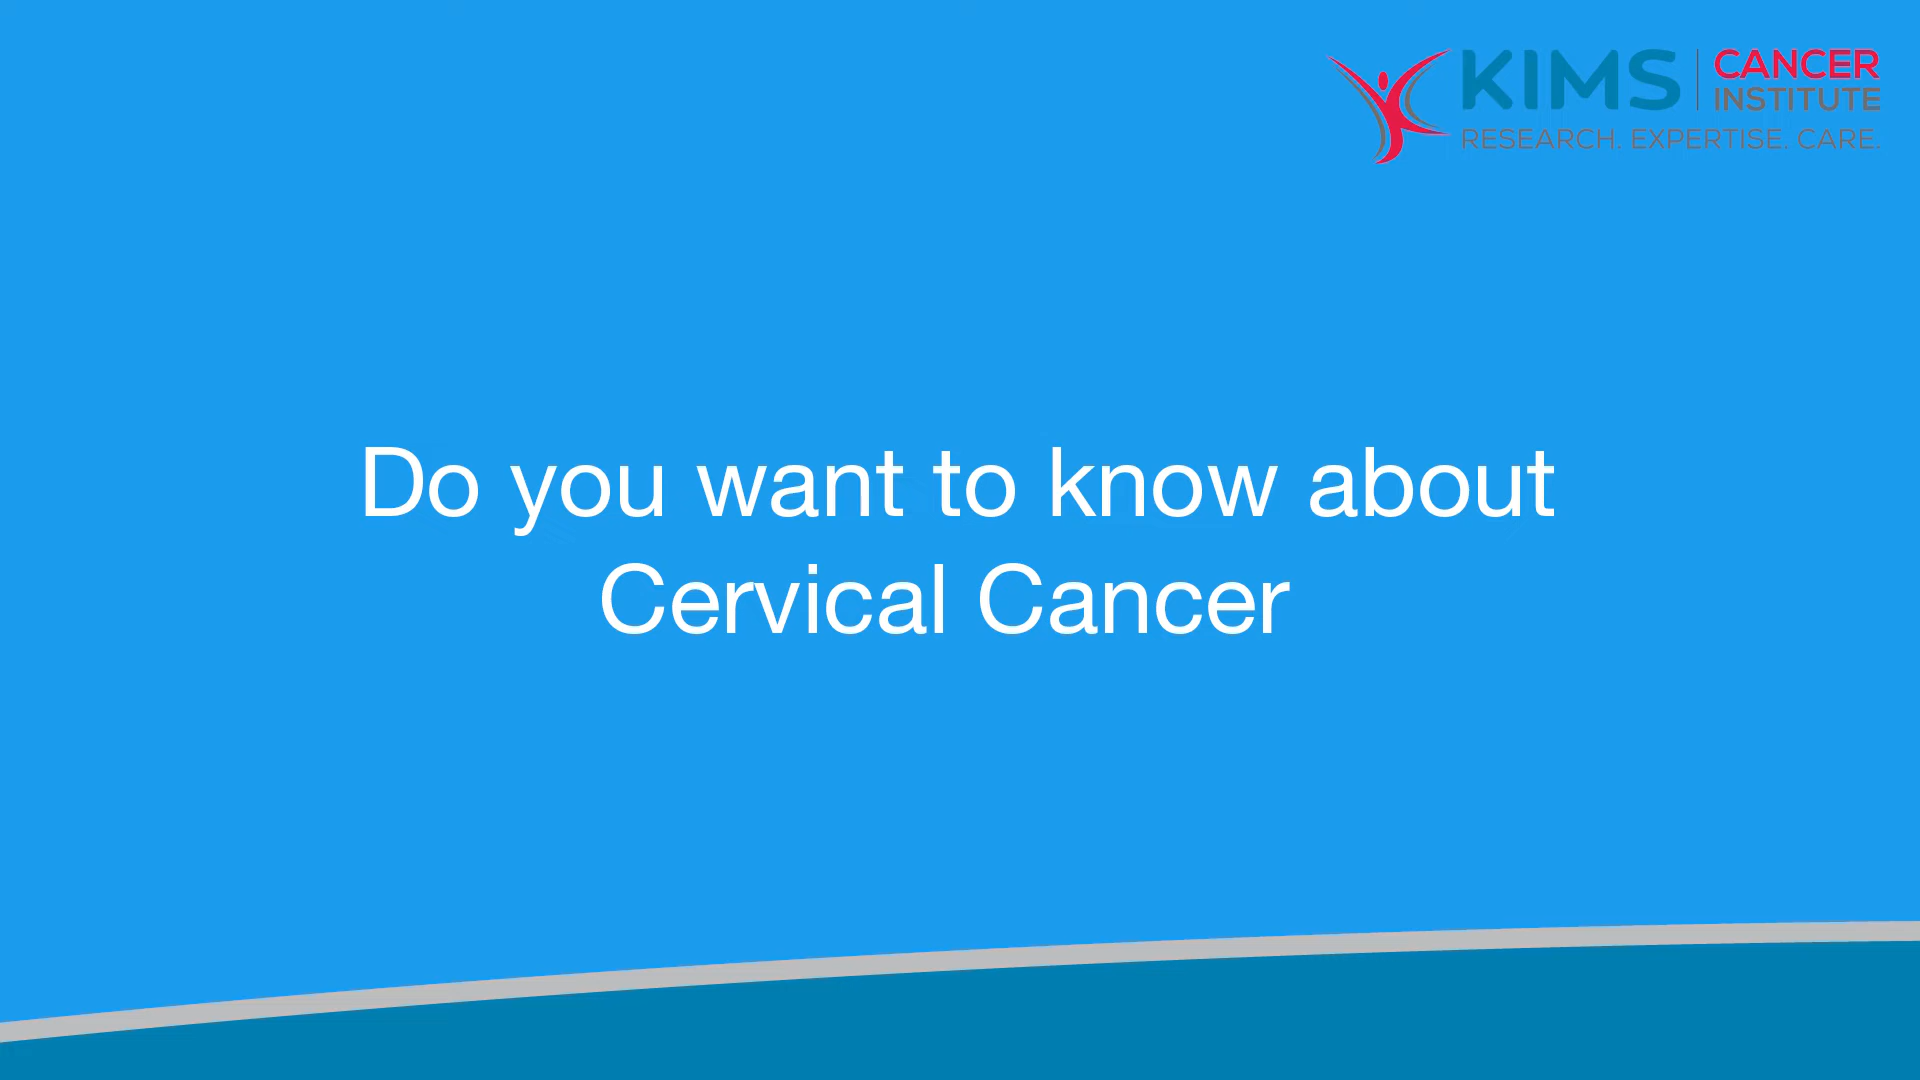 KIMS
CANCER
INSTITUTE
RESEARCH. EXPERTISE. CARE.
Do you want to know about
Cervical Cancer